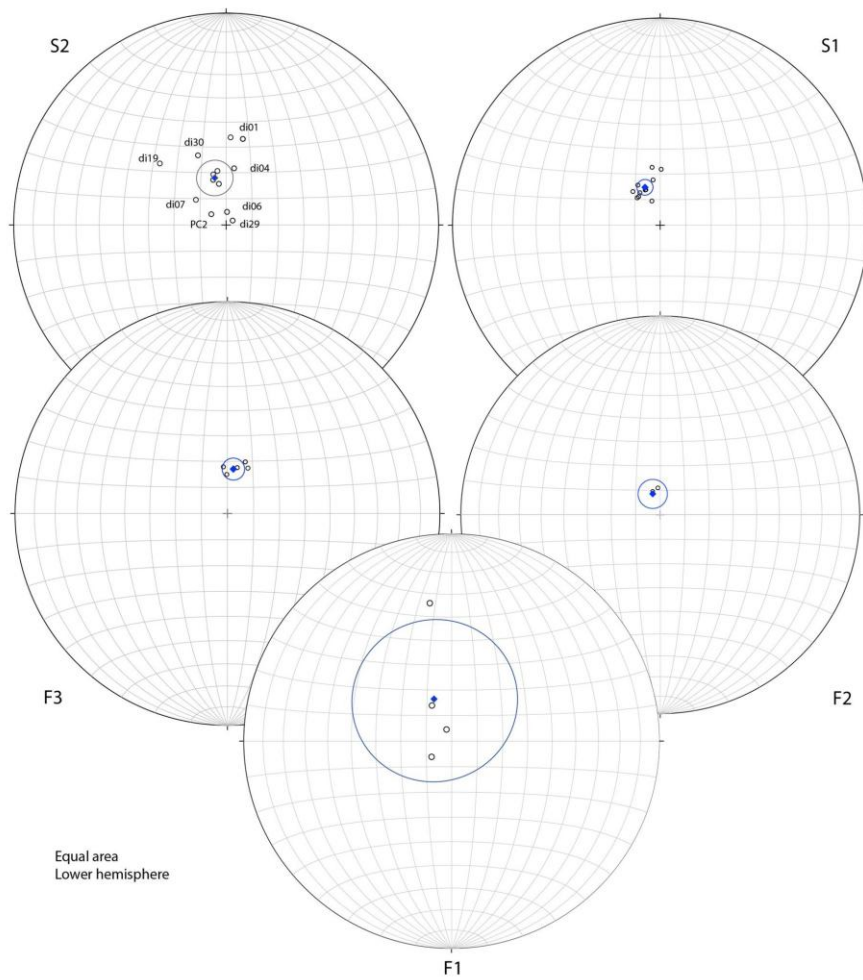 S2
S1
di01
di30
di19
di04
di07
di06
PC2
di29
F3
F2
Equal area
Lower hemisphere
F1